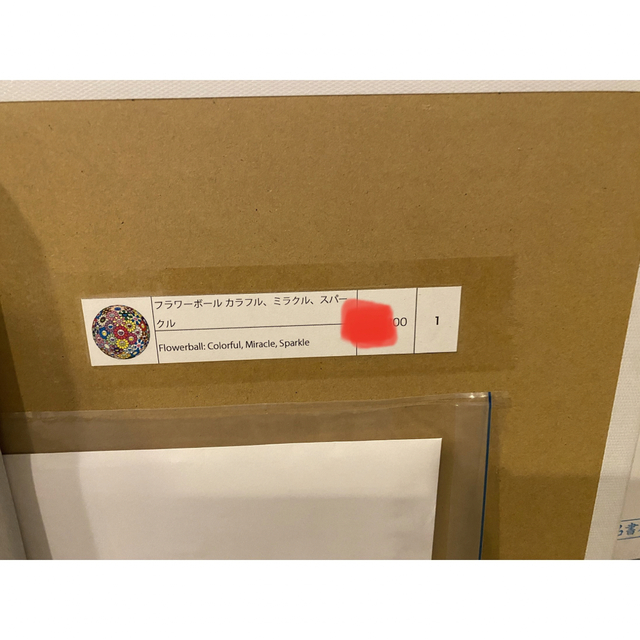 フラワーボール カラフル、ミラクル、スパー
クル
00
1
Flowerball: Colorful, Miracle, Sparkle
書